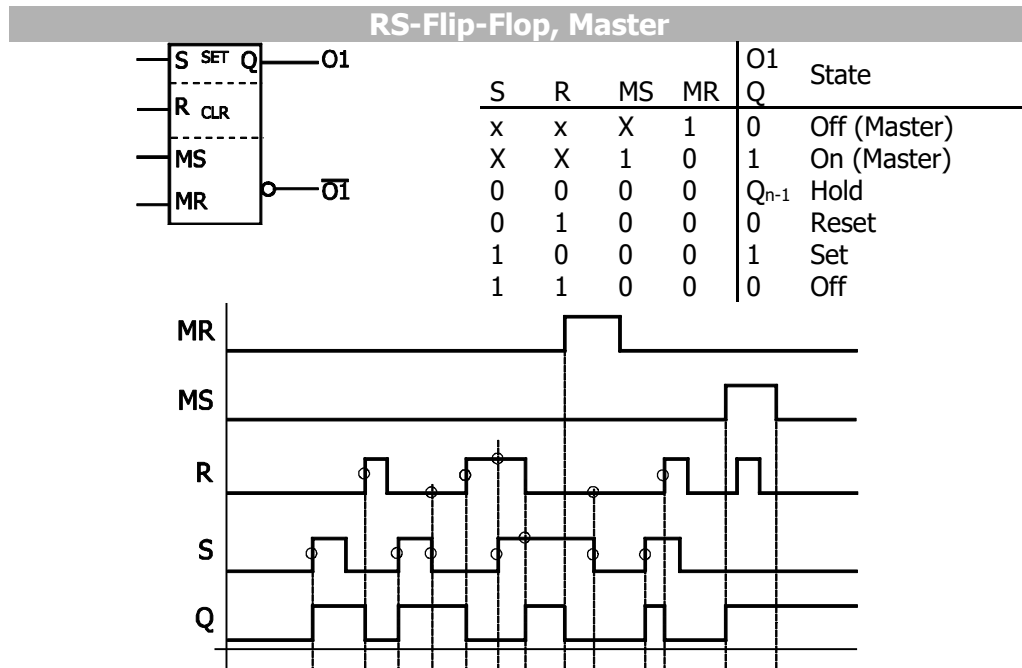 RS-Flip-Flop, Master
S SET Q O1
R CLR
MS
MR O1
O1
S R MS MR Q State
x x X 1 0 Off (Master)
X X 1 0 1 On (Master)
0 0 0 0 Qn-1 Hold
0 1 0 0 0 Reset
1 0 0 0 1 Set
1 1 0 0 0 Off
MR
MS
R
S
Q